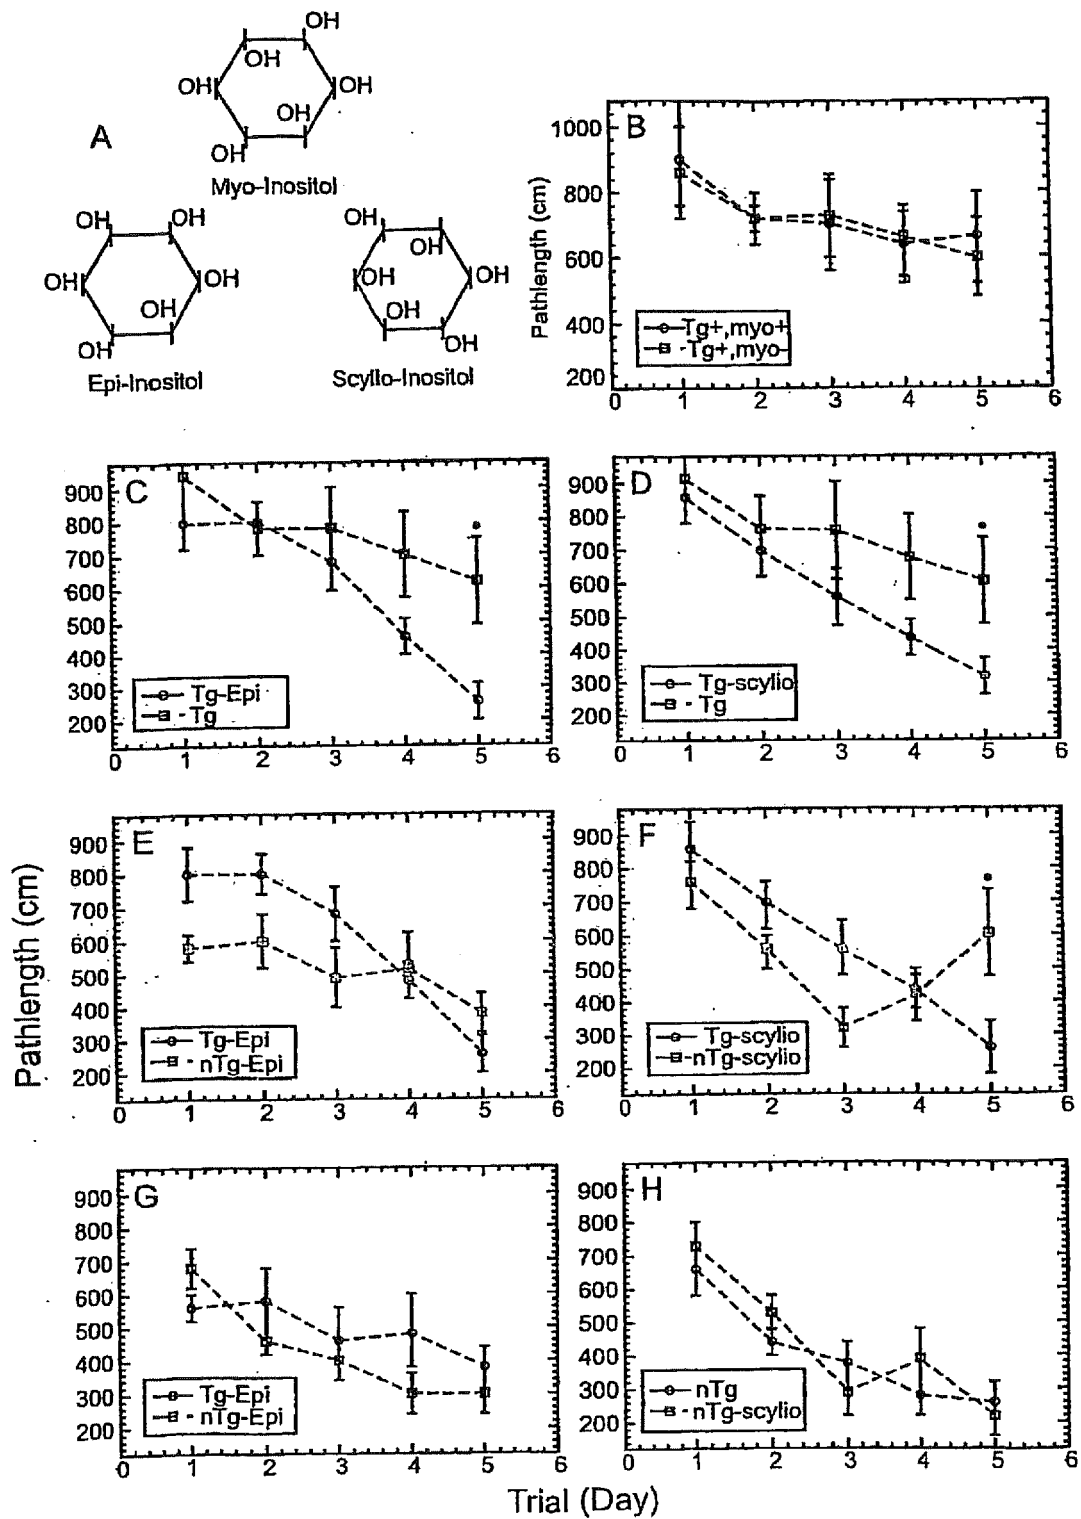 A
OH
OH
OH
OH
OH
OH
Myo-Inositol
OH
OH
OH
OH
OH
OH
Epi-Inositol
OH
OH
OH
OH
OH
OH
Scyllo-Inositol
B
Pathlength (cm)
1000
800
600
400
200
Tg+,myo+
Tg+,myo-
0 1 2 3 4 5 6
C
900
800
700
600
500
400
300
200
Tg-Epi
Tg
0 1 2 3 4 5 6
D
900
800
700
600
500
400
300
200
Tg-scylio
Tg
0 1 2 3 4 5 6
Pathlength (cm)
E
900
800
700
600
500
400
300
200
Tg-Epi
nTg-Epi
0 1 2 3 4 5 6
F
900
800
700
600
500
400
300
200
Tg-scylio
nTg-scylio
0 1 2 3 4 5 6
G
900
800
700
600
500
400
300
200
Tg-Epi
nTg-Epi
0 1 2 3 4 5 6
H
900
800
700
600
500
400
300
200
nTg
nTg-scylio
0 1 2 3 4 5 6
Trial (Day)